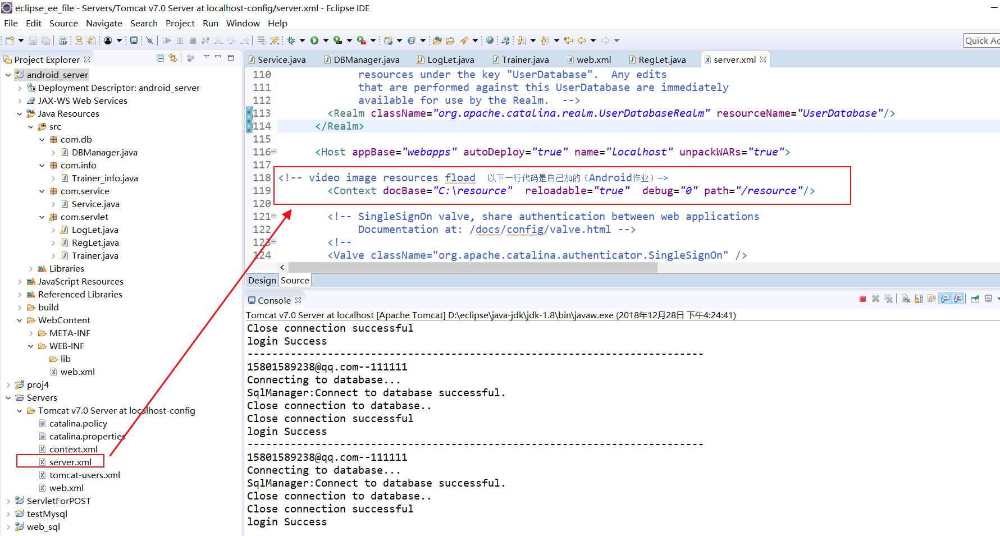 eclipse_ee_file - Servers/Tomcat v7.0 Server at localhost-config/server.xml - Eclipse IDE
File Edit Source Navigate Search Project Run Window Help
Quick Ac
Project Explorer
android_server
Deployment Descriptor: android_server
JAX-WS Web Services
Java Resources
src
com.db
DBManager.java
com.info
Trainer_info.java
com.service
Service.java
com.servlet
LogLet.java
RegLet.java
Trainer.java
Libraries
JavaScript Resources
Referenced Libraries
build
WebContent
META-INF
WEB-INF
lib
web.xml
proj4
Servers
Tomcat v7.0 Server at localhost-config
catalina.policy
catalina.properties
context.xml
server.xml
tomcat-users.xml
web.xml
ServletForPOST
testMysql
web_sql
Service.java DBManager.java LogLet.java Trainer.java web.xml RegLet.java server.xml
110 resources under the key "UserDatabase". Any edits
111 that are performed against this UserDatabase are immediately
112 available for use by the Realm. -->
113 <Realm className="org.apache.catalina.realm.UserDatabaseRealm" resourceName="UserDatabase"/>
114 </Realm>
115
116 <Host appBase="webapps" autoDeploy="true" name="localhost" unpackWARs="true">
117
118 <!-- video image resources fload 以下一行代码是自己加的（Android作业）-->
119 <Context docBase="C:\resource" reloadable="true" debug="0" path="/resource"/>
120
121 <!-- SingleSignOn valve, share authentication between web applications
122 Documentation at: /docs/config/valve.html -->
123 <!--
124 <Valve className="org.apache.catalina.authenticator.SingleSignOn" />
Design Source
Console
Tomcat v7.0 Server at localhost [Apache Tomcat] D:\eclipse\java-jdk\jdk-1.8\bin\javaw.exe (2018年12月28日 下午4:24:41)
Close connection successful
login Success
--------------------------------------------------------------------------
15801589238@qq.com--111111
Connecting to database...
SqlManager:Connect to database successful.
Close connection to database..
Close connection successful
login Success
--------------------------------------------------------------------------
15801589238@qq.com--111111
Connecting to database...
SqlManager:Connect to database successful.
Close connection to database..
Close connection successful
login Success